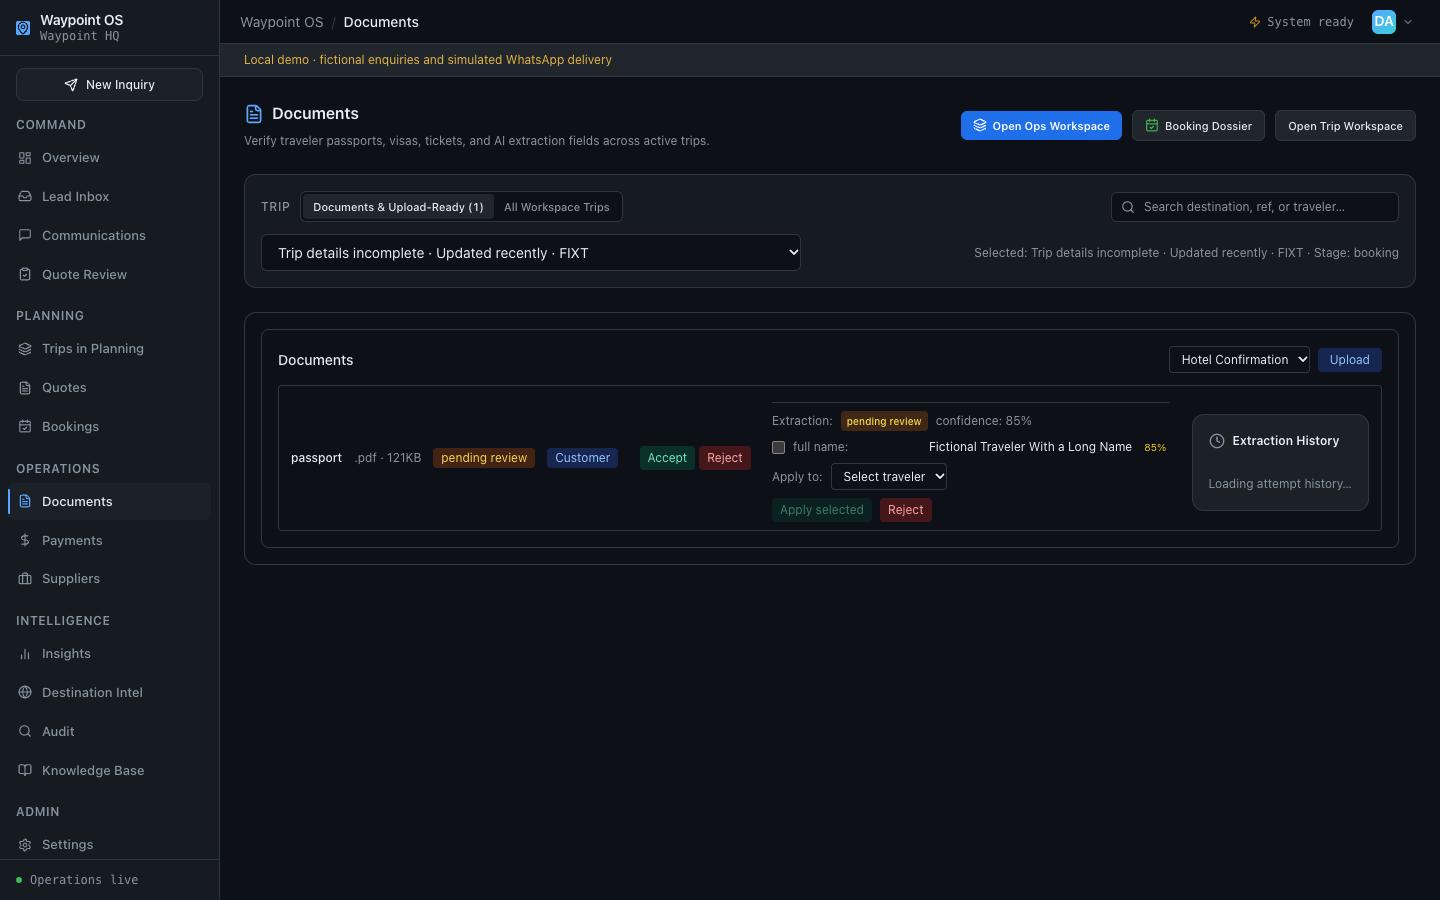 Waypoint OS
Waypoint HQ
New Inquiry
COMMAND
Overview
Lead Inbox
Communications
Quote Review
PLANNING
Trips in Planning
Quotes
Bookings
OPERATIONS
Documents
Payments
Suppliers
INTELLIGENCE
Insights
Destination Intel
Audit
Knowledge Base
ADMIN
Settings
Operations live
Waypoint OS / Documents
System ready
DA
Local demo · fictional enquiries and simulated WhatsApp delivery
Documents
Verify traveler passports, visas, tickets, and AI extraction fields across active trips.
Open Ops Workspace
Booking Dossier
Open Trip Workspace
TRIP
Documents & Upload-Ready (1)
All Workspace Trips
Search destination, ref, or traveler...
Trip details incomplete · Updated recently · FIXT
Selected: Trip details incomplete · Updated recently · FIXT · Stage: booking
Documents
Hotel Confirmation
Upload
passport .pdf · 121KB pending review Customer Accept Reject
Extraction: pending review confidence: 85%
full name: Fictional Traveler With a Long Name 85%
Apply to: Select traveler
Apply selected Reject
Extraction History
Loading attempt history...